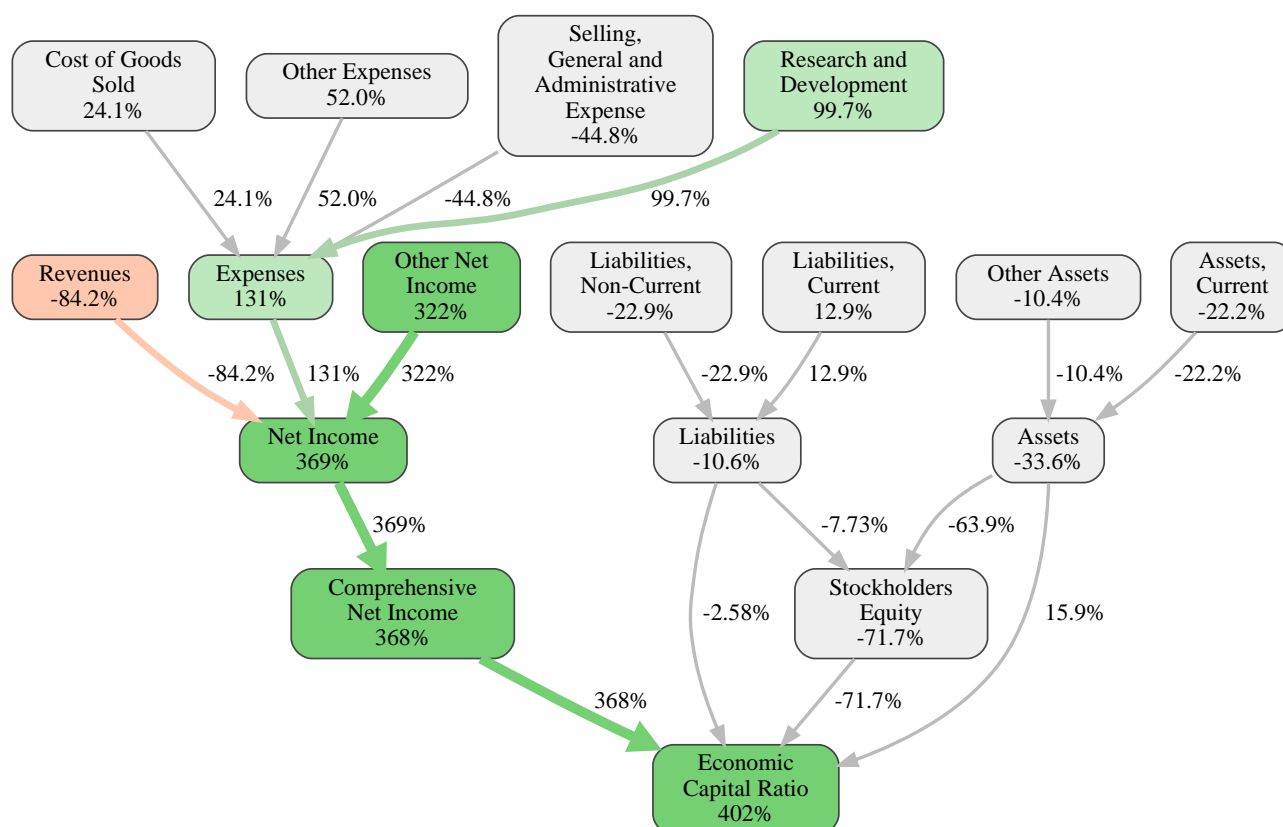 Cost of Goods
Sold
24.1%
Other Expenses
52.0%
Selling,
General and
Administrative
Expense
-44.8%
Research and
Development
99.7%
24.1%
52.0%
-44.8%
99.7%
Revenues
-84.2%
Expenses
131%
Other Net
Income
322%
Liabilities,
Non-Current
-22.9%
Liabilities,
Current
12.9%
Other Assets
-10.4%
Assets,
Current
-22.2%
-84.2%
131%
322%
-22.9%
12.9%
-10.4%
-22.2%
Net Income
369%
Liabilities
-10.6%
Assets
-33.6%
369%
-7.73%
-63.9%
Comprehensive
Net Income
368%
-2.58%
Stockholders
Equity
-71.7%
15.9%
368%
-71.7%
Economic
Capital Ratio
402%